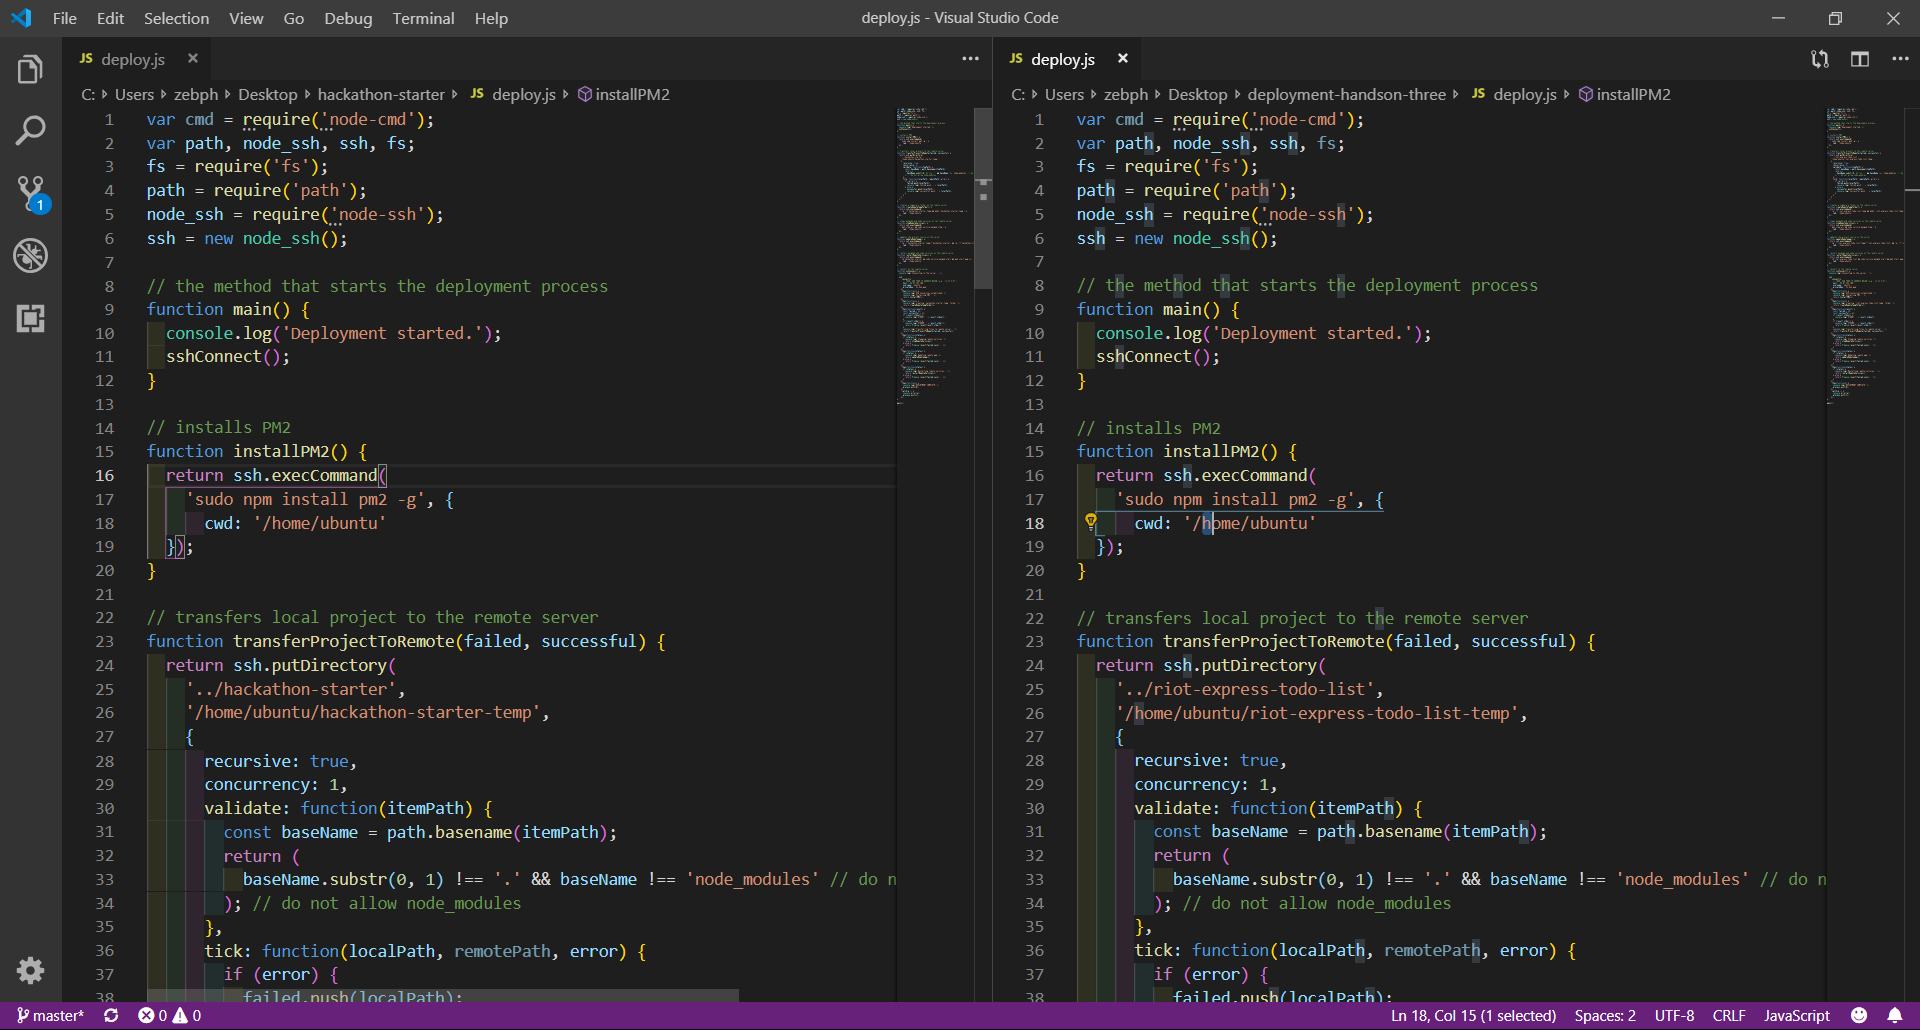 File Edit Selection View Go Debug Terminal Help
deploy.js - Visual Studio Code
JS deploy.js
C: Users zebph Desktop hackathon-starter JS deploy.js installPM2
1 var cmd = require('node-cmd');
2 var path, node_ssh, ssh, fs;
3 fs = require('fs');
4 path = require('path');
5 node_ssh = require('node-ssh');
6 ssh = new node_ssh();
7
8 // the method that starts the deployment process
9 function main() {
10 console.log('Deployment started.');
11 sshConnect();
12 }
13
14 // installs PM2
15 function installPM2() {
16 return ssh.execCommand(
17 'sudo npm install pm2 -g', {
18 cwd: '/home/ubuntu'
19 });
20 }
21
22 // transfers local project to the remote server
23 function transferProjectToRemote(failed, successful) {
24 return ssh.putDirectory(
25 '../hackathon-starter',
26 '/home/ubuntu/hackathon-starter-temp',
27 {
28 recursive: true,
29 concurrency: 1,
30 validate: function(itemPath) {
31 const baseName = path.basename(itemPath);
32 return (
33 baseName.substr(0, 1) !== '.' && baseName !== 'node_modules' // do n
34 ); // do not allow node_modules
35 },
36 tick: function(localPath, remotePath, error) {
37 if (error) {
38 failed.push(localPath);
JS deploy.js
C: Users zebph Desktop deployment-handson-three JS deploy.js installPM2
1 var cmd = require('node-cmd');
2 var path, node_ssh, ssh, fs;
3 fs = require('fs');
4 path = require('path');
5 node_ssh = require('node-ssh');
6 ssh = new node_ssh();
7
8 // the method that starts the deployment process
9 function main() {
10 console.log('Deployment started.');
11 sshConnect();
12 }
13
14 // installs PM2
15 function installPM2() {
16 return ssh.execCommand(
17 'sudo npm install pm2 -g', {
18 cwd: '/home/ubuntu'
19 });
20 }
21
22 // transfers local project to the remote server
23 function transferProjectToRemote(failed, successful) {
24 return ssh.putDirectory(
25 '../riot-express-todo-list',
26 '/home/ubuntu/riot-express-todo-list-temp',
27 {
28 recursive: true,
29 concurrency: 1,
30 validate: function(itemPath) {
31 const baseName = path.basename(itemPath);
32 return (
33 baseName.substr(0, 1) !== '.' && baseName !== 'node_modules' // do n
34 ); // do not allow node_modules
35 },
36 tick: function(localPath, remotePath, error) {
37 if (error) {
38 failed.push(localPath);
1
master* 0 0 Ln 18, Col 15 (1 selected) Spaces: 2 UTF-8 CRLF JavaScript